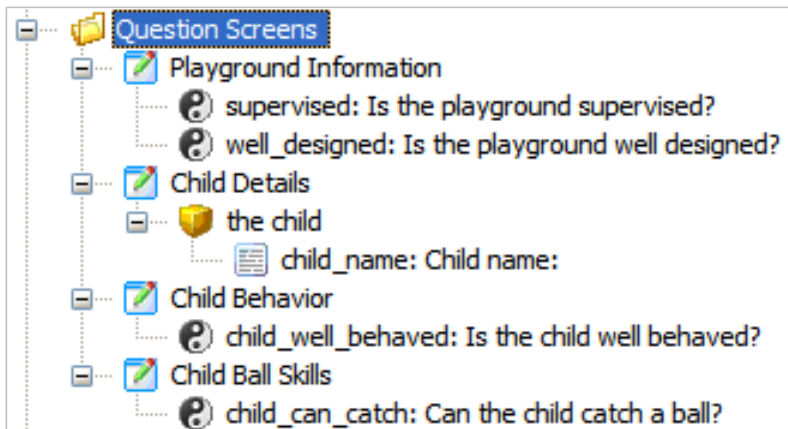 Question Screens
Playground Information
supervised: Is the playground supervised?
well_designed: Is the playground well designed?
Child Details
the child
child_name: Child name:
Child Behavior
child_well_behaved: Is the child well behaved?
Child Ball Skills
child_can_catch: Can the child catch a ball?